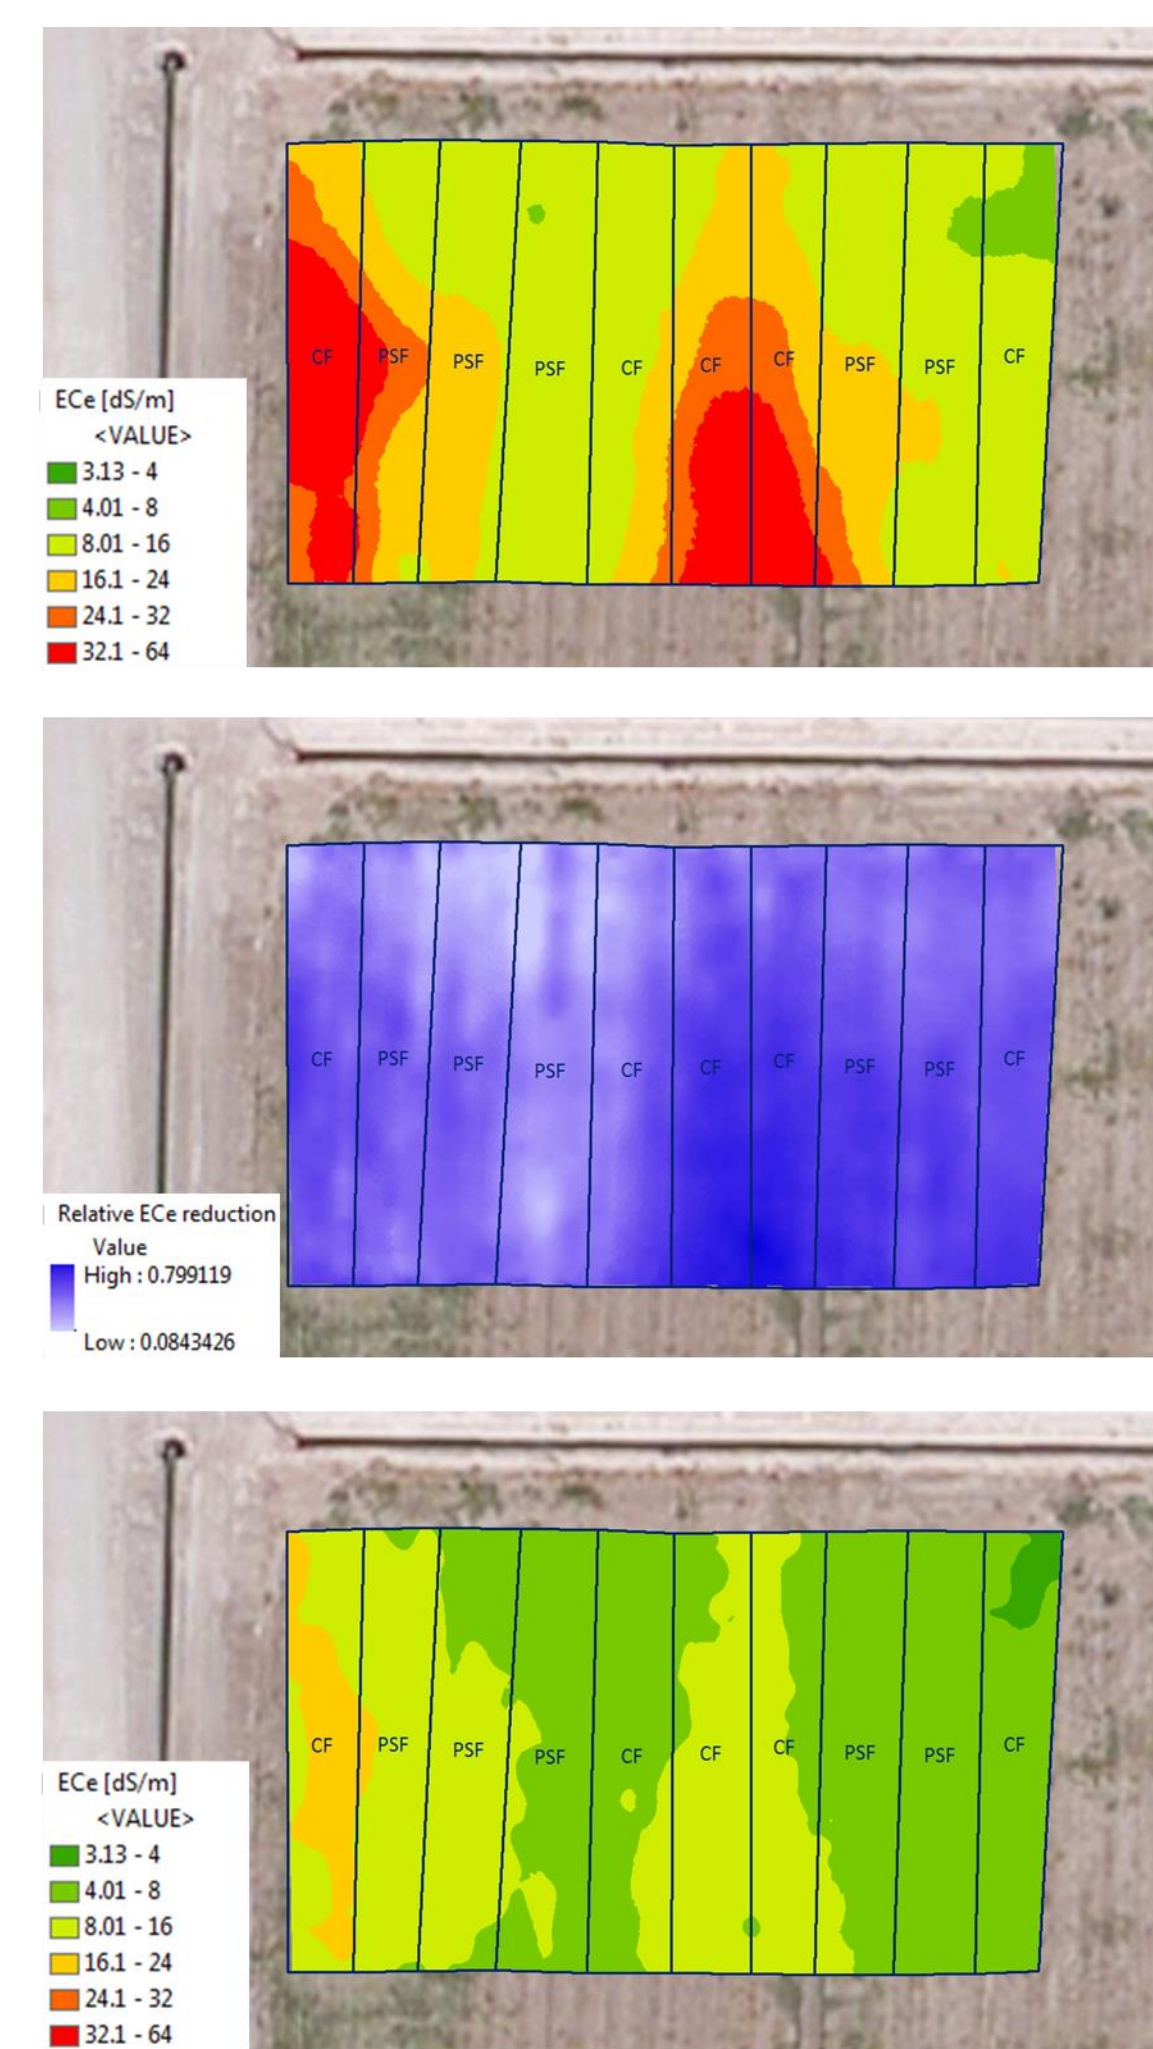 CF PSF PSF PSF CF CF CF PSF PSF CF
ECe [dS/m]
<VALUE>
3.13 - 4
4.01 - 8
8.01 - 16
16.1 - 24
24.1 - 32
32.1 - 64
CF PSF PSF PSF CF CF CF PSF PSF CF
Relative ECe reduction
Value
High : 0.799119
Low : 0.0843426
CF PSF PSF PSF CF CF CF PSF PSF CF
ECe [dS/m]
<VALUE>
3.13 - 4
4.01 - 8
8.01 - 16
16.1 - 24
24.1 - 32
32.1 - 64